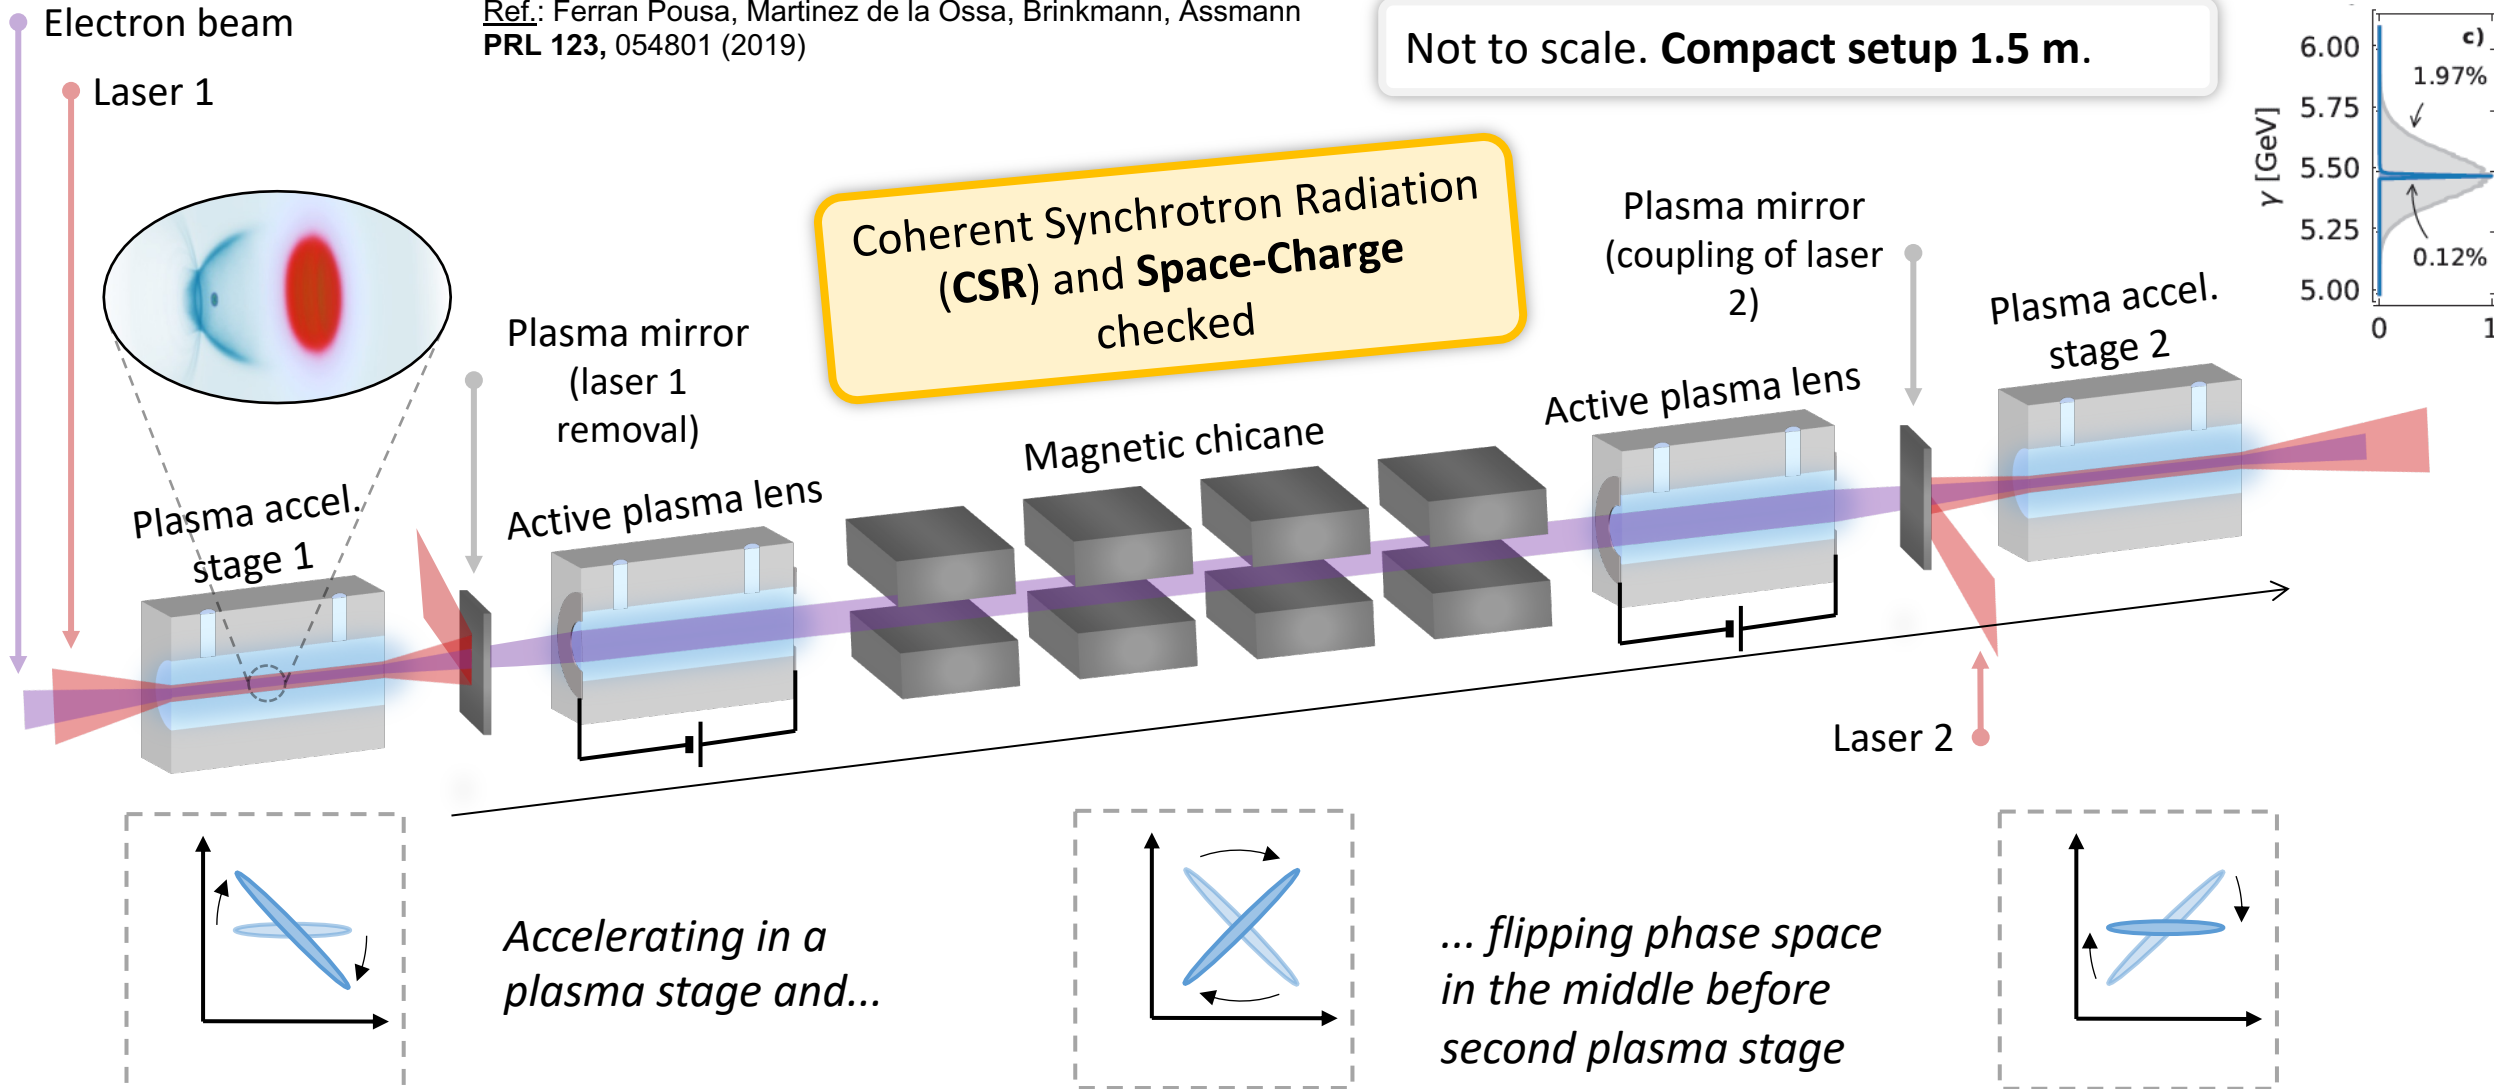 Electron beam
Laser 1
Ref.: Ferran Pousa, Martinez de la Ossa, Brinkmann, Assmann
PRL 123, 054801 (2019)
Not to scale. Compact setup 1.5 m.
c)
6.00
5.75
5.50
5.25
5.00
γ [GeV]
1.97%
0.12%
0
1
Coherent Synchrotron Radiation
(CSR) and Space-Charge
checked
Plasma mirror
(coupling of laser
2)
Plasma accel.
stage 2
Plasma mirror
(laser 1
removal)
Active plasma lens
Magnetic chicane
Active plasma lens
Plasma accel.
stage 1
Laser 2
Accelerating in a
plasma stage and...
... flipping phase space
in the middle before
second plasma stage